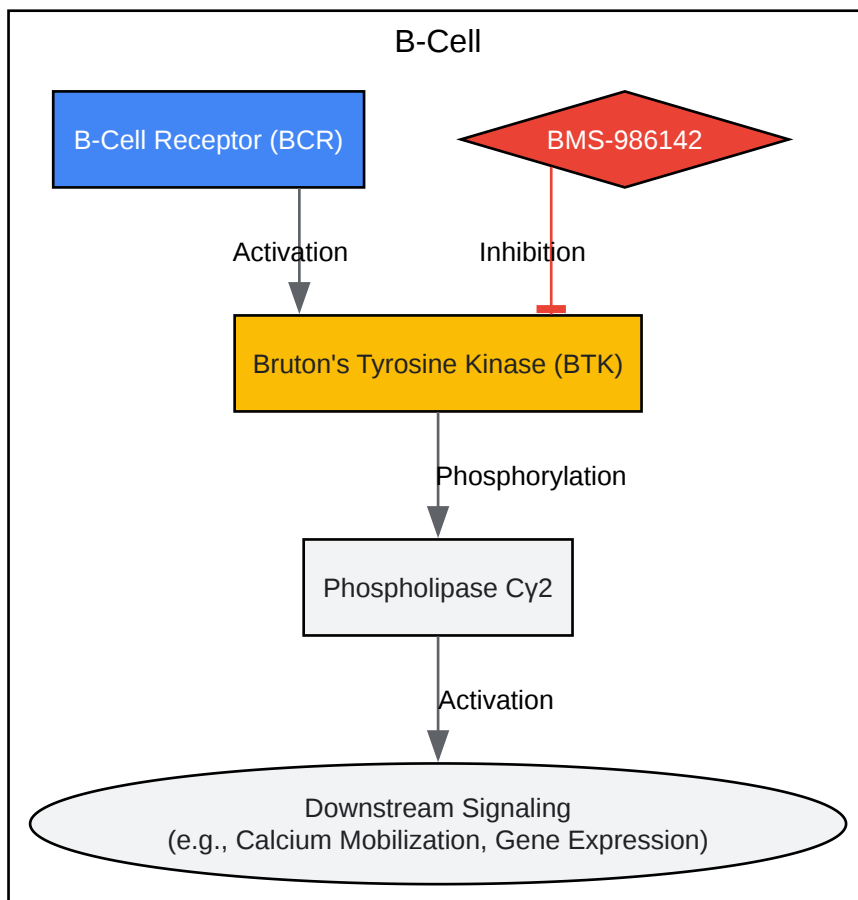 B-Cell
B-Cell Receptor (BCR)
BMS-986142
Activation
Inhibition
Bruton's Tyrosine Kinase (BTK)
Phosphorylation
Phospholipase Cγ2
Activation
Downstream Signaling
(e.g., Calcium Mobilization, Gene Expression)